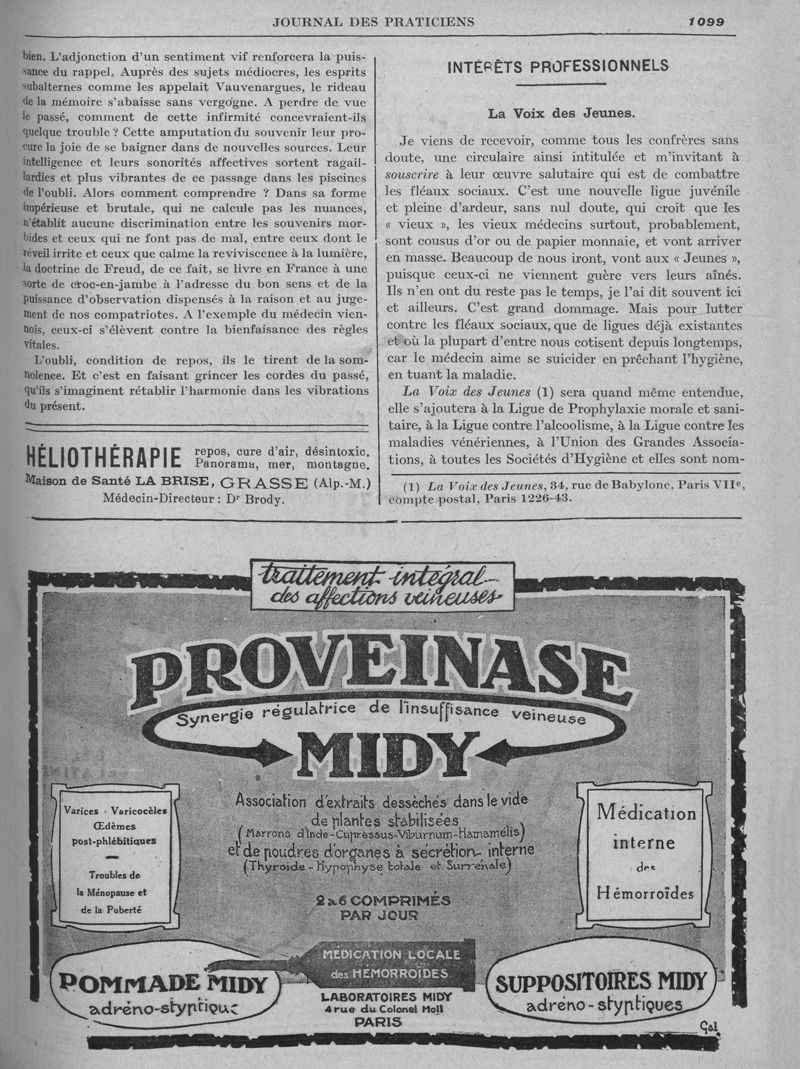 JOURNAL DES PRATICIENS
1099
bien. L'adjonction d'un sentiment vif renforcera la puis-
sance du rappel. Auprès des sujets médiocres, les esprits
subalternes comme les appelait Vauvenargues, le rideau
de la mémoire s'abaisse sans vergogne. A perdre de vue
le passé, comment de cette infirmité concevraient-ils
quelque trouble ? Cette amputation du souvenir leur pro-
cure la joie de se baigner dans de nouvelles sources. Leur
intelligence et leurs sonorités affectives sortent ragail-
lardies et plus vibrantes de ce passage dans les piscines
de l'oubli. Alors comment comprendre ? Dans sa forme
impérieuse et brutale, qui ne calcule pas les nuances,
n'établit aucune discrimination entre les souvenirs mor-
bides et ceux qui ne font pas de mal, entre ceux dont le
réveil irrite et ceux que calme la reviviscence à la lumière,
la doctrine de Freud, de ce fait, se livre en France à une
sorte de croc-en-jambe à l'adresse du bon sens et de la
puissance d'observation dispensés à la raison et au juge-
ment de nos compatriotes. A l'exemple du médecin vien-
nois, ceux-ci s'élèvent contre la bienfaisance des règles
vitales.
L'oubli, condition de repos, ils le tirent de la som-
nolence. Et c'est en faisant grincer les cordes du passé,
qu'ils s'imaginent rétablir l'harmonie dans les vibrations
du présent.
HÉLIOTHÉRAPIE repos, cure d'air, désintoxic.
Panorama, mer, montagne.
Maison de Santé LA BRISE, GRASSE (Alp.-M.)
Médecin-Directeur : Dr Brody.
INTÉRÊTS PROFESSIONNELS
La Voix des Jeunes.
Je viens de recevoir, comme tous les confrères sans
doute, une circulaire ainsi intitulée et m'invitant à
souscrire à leur œuvre salutaire qui est de combattre
les fléaux sociaux. C'est une nouvelle ligue juvénile
et pleine d'ardeur, sans nul doute, qui croit que les
« vieux », les vieux médecins surtout, probablement,
sont cousus d'or ou de papier monnaie, et vont arriver
en masse. Beaucoup de nous iront, vont aux « Jeunes »,
puisque ceux-ci ne viennent guère vers leurs aînés.
Ils n'en ont du reste pas le temps, je l'ai dit souvent ici
et ailleurs. C'est grand dommage. Mais pour lutter
contre les fléaux sociaux, que de ligues déjà existantes
et où la plupart d'entre nous cotisent depuis longtemps,
car le médecin aime se suicider en prêchant l'hygiène,
en tuant la maladie.
La Voix des Jeunes (1) sera quand même entendue,
elle s'ajoutera à la Ligue de Prophylaxie morale et sani-
taire, à la Ligue contre l'alcoolisme, à la Ligue contre les
maladies vénériennes, à l'Union des Grandes Associa-
tions, à toutes les Sociétés d'Hygiène et elles sont nom-
(1) La Voix des Jeunes, 34, rue de Babylone, Paris VIIe,
compte postal, Paris 1226-43.
traitement intégral
des affections veineuses
PROVEINASE
Synergie régulatrice de l'insuffisance veineuse
MIDY
Association d'extraits desséchés dans le vide
de plantes stabilisées
(Marrons d'Inde-Cupressus-Viburnum-Hamamelis)
et de poudres d'organes à sécrétion interne
(Thyroïde - Hypophyse totale et Surrénale)
2 à 6 COMPRIMÉS
PAR JOUR
Varices - Varicocèles
Œdèmes
post-phlébitiques
Troubles de
la Ménopause et
de la Puberté
Médication
interne
des
Hémorroïdes
POMMADE MIDY
adréno-styptique
MÉDICATION LOCALE
des HÉMORROÏDES
LABORATOIRES MIDY
4 rue du Colonel Moll
PARIS
SUPPOSITOIRES MIDY
adréno-styptiques
Gal